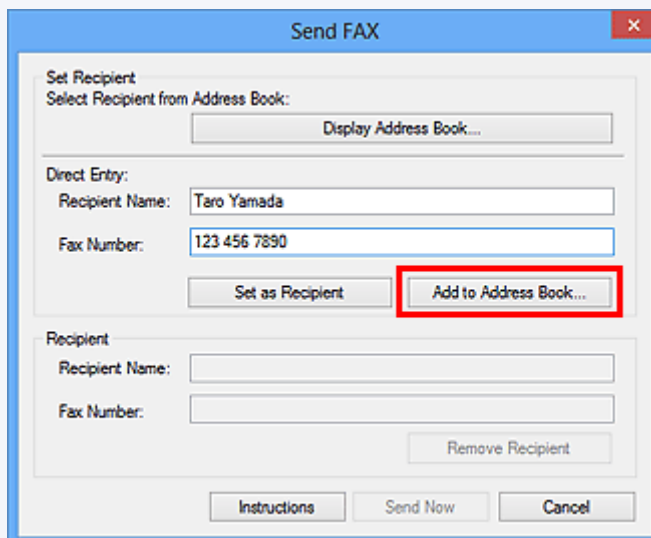 Send FAX
Set Recipient
Select Recipient from Address Book:
Display Address Book...
Direct Entry:
Recipient Name: Taro Yamada
Fax Number: 123 456 7890
Set as Recipient Add to Address Book...
Recipient
Recipient Name:
Fax Number:
Remove Recipient
Instructions Send Now Cancel